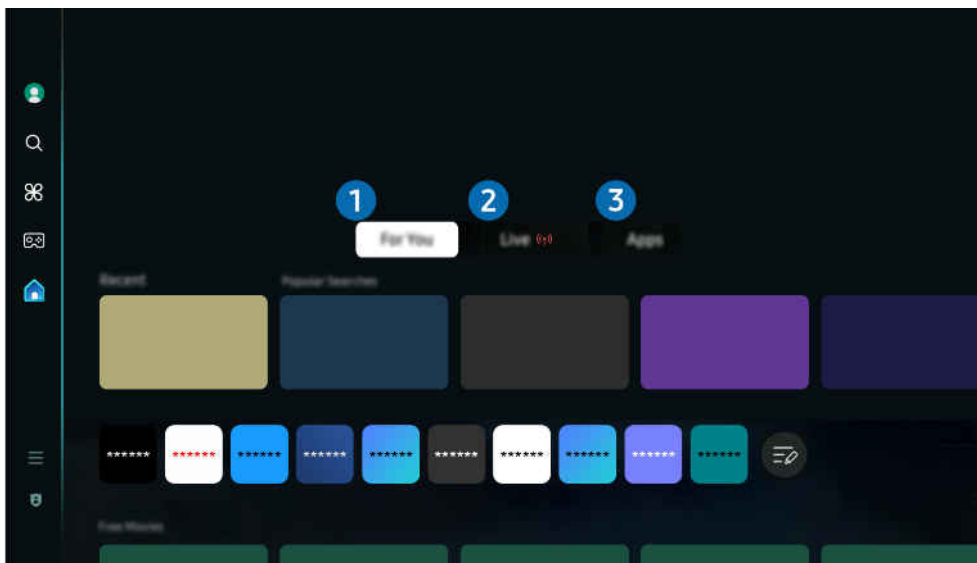 1 2 3
For You Live Apps
Recent Popular Searches
****** ****** ****** ****** ****** ****** ****** ****** ****** ******
Free Movies